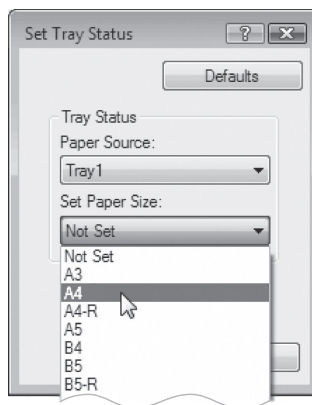 Set Tray Status
?
Defaults
Tray Status
Paper Source:
Tray1
Set Paper Size:
Not Set
Not Set
A3
A4
A4-R
A5
B4
B5
B5-R